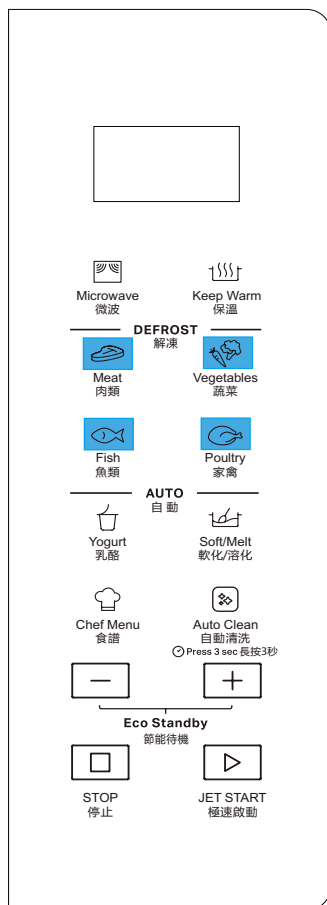 Microwave
微波
Keep Warm
保溫
DEFROST
解凍
Meat
肉類
Vegetables
蔬菜
Fish
魚類
Poultry
家禽
AUTO
自動
Yogurt
乳酪
Soft/Melt
軟化/溶化
Chef Menu
食譜
Auto Clean
自動清洗
Press 3 sec 長按3秒
Eco Standby
節能待機
STOP
停止
JET START
極速啟動